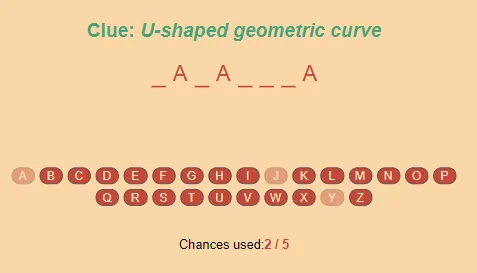 Clue: U-shaped geometric curve
_ A _ A _ _ _ A
A B C D E F G H I J K L M N O P
Q R S T U V W X Y Z
Chances used:2 / 5